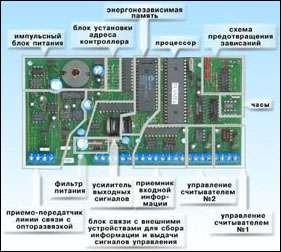 энергонезависимая
память
импульсный
блок питания
блок установки
адреса
контроллера
процессор
схема
предотвращения
зависаний
часы
фильтр
питания
усилитель
выходных
сигналов
приемник
входной
инфор-
мации
управление
считывателем
№2
приемо-передатчик
линии связи с
опторазвязкой
блок связи с внешними
устройствами для сбора
информации и выдачи
сигналов управления
управление
считывателем
№1